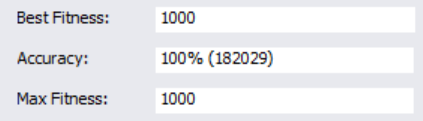 Best Fitness: 1000
Accuracy: 100% (182029)
Max Fitness: 1000